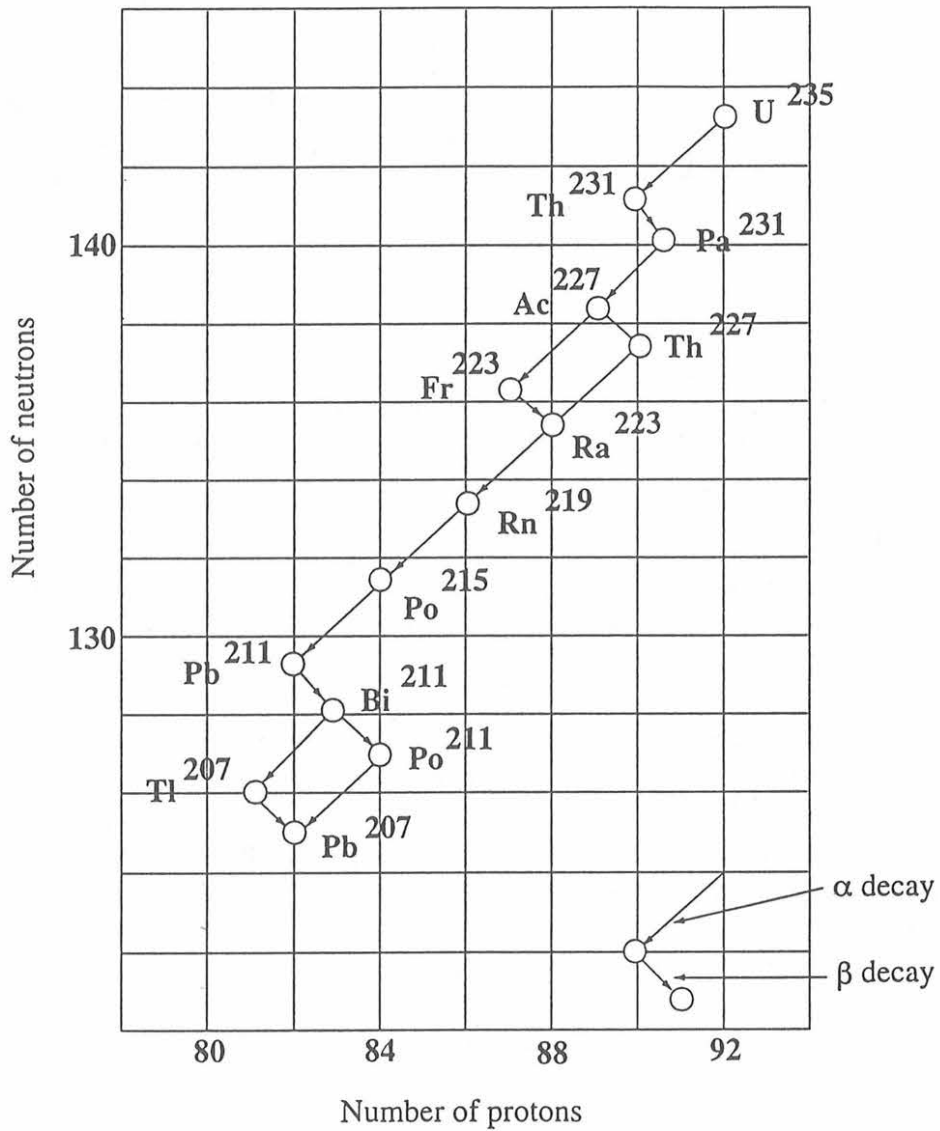 U 235
Th 231
Pa 231
140
Ac 227
Th 227
Fr 223
Ra 223
Rn 219
Po 215
130
Pb 211
Bi 211
Po 211
Tl 207
Pb 207
α decay
β decay
80 84 88 92
Number of protons
Number of neutrons